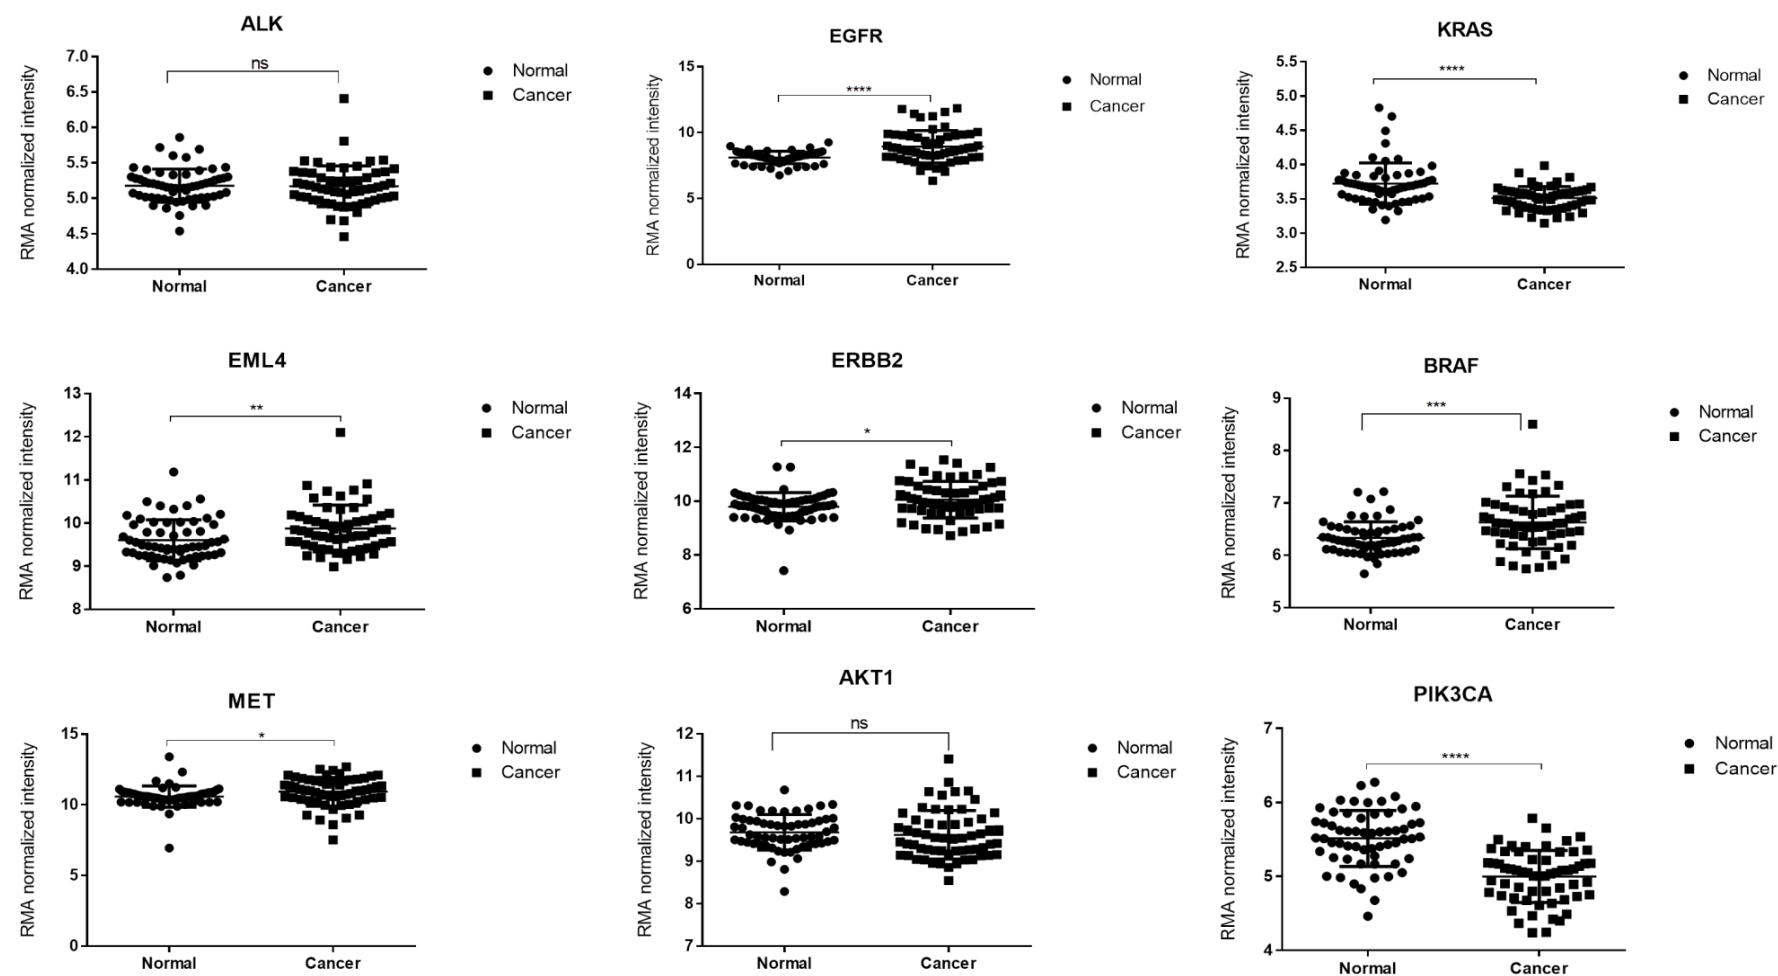 ALK
RMA normalized intensity
7.0
6.5
6.0
5.5
5.0
4.5
4.0
ns
Normal
Cancer
Normal
Cancer
EGFR
RMA normalized intensity
15
10
5
0
****
Normal
Cancer
Normal
Cancer
KRAS
RMA normalized intensity
5.5
5.0
4.5
4.0
3.5
3.0
2.5
****
Normal
Cancer
Normal
Cancer
EML4
RMA normalized intensity
13
12
11
10
9
8
**
Normal
Cancer
Normal
Cancer
ERBB2
RMA normalized intensity
14
12
10
8
6
*
Normal
Cancer
Normal
Cancer
BRAF
RMA normalized intensity
9
8
7
6
5
***
Normal
Cancer
Normal
Cancer
MET
RMA normalized intensity
15
10
5
0
*
Normal
Cancer
Normal
Cancer
AKT1
RMA normalized intensity
12
11
10
9
8
7
ns
Normal
Cancer
Normal
Cancer
PIK3CA
RMA normalized intensity
7
6
5
4
****
Normal
Cancer
Normal
Cancer